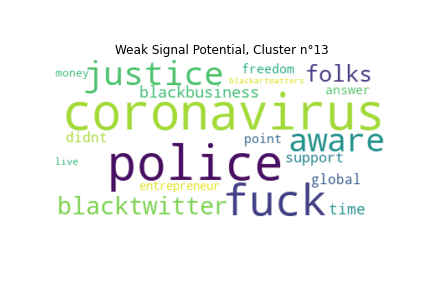 Weak Signal Potential, Cluster n°13
money justice freedom folks
blackartmatters
blackbusiness answer
coronavirus
didnt point aware
live police support
entrepreneur global
blacktwitter fuck time